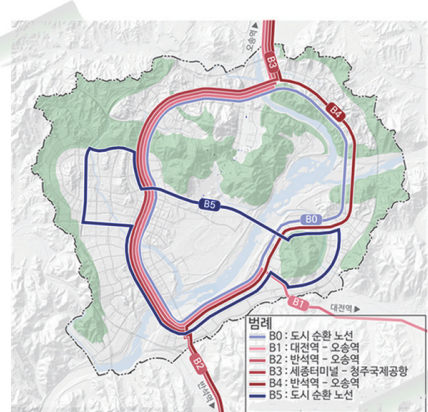 오송역▶
B3
B4
B5
B0
B1
대전역▶
B2
반석역▶
범례
B0 : 도시 순환 노선
B1 : 대전역 - 오송역
B2 : 반석역 - 오송역
B3 : 세종터미널 - 청주국제공항
B4 : 반석역 - 오송역
B5 : 도시 순환 노선